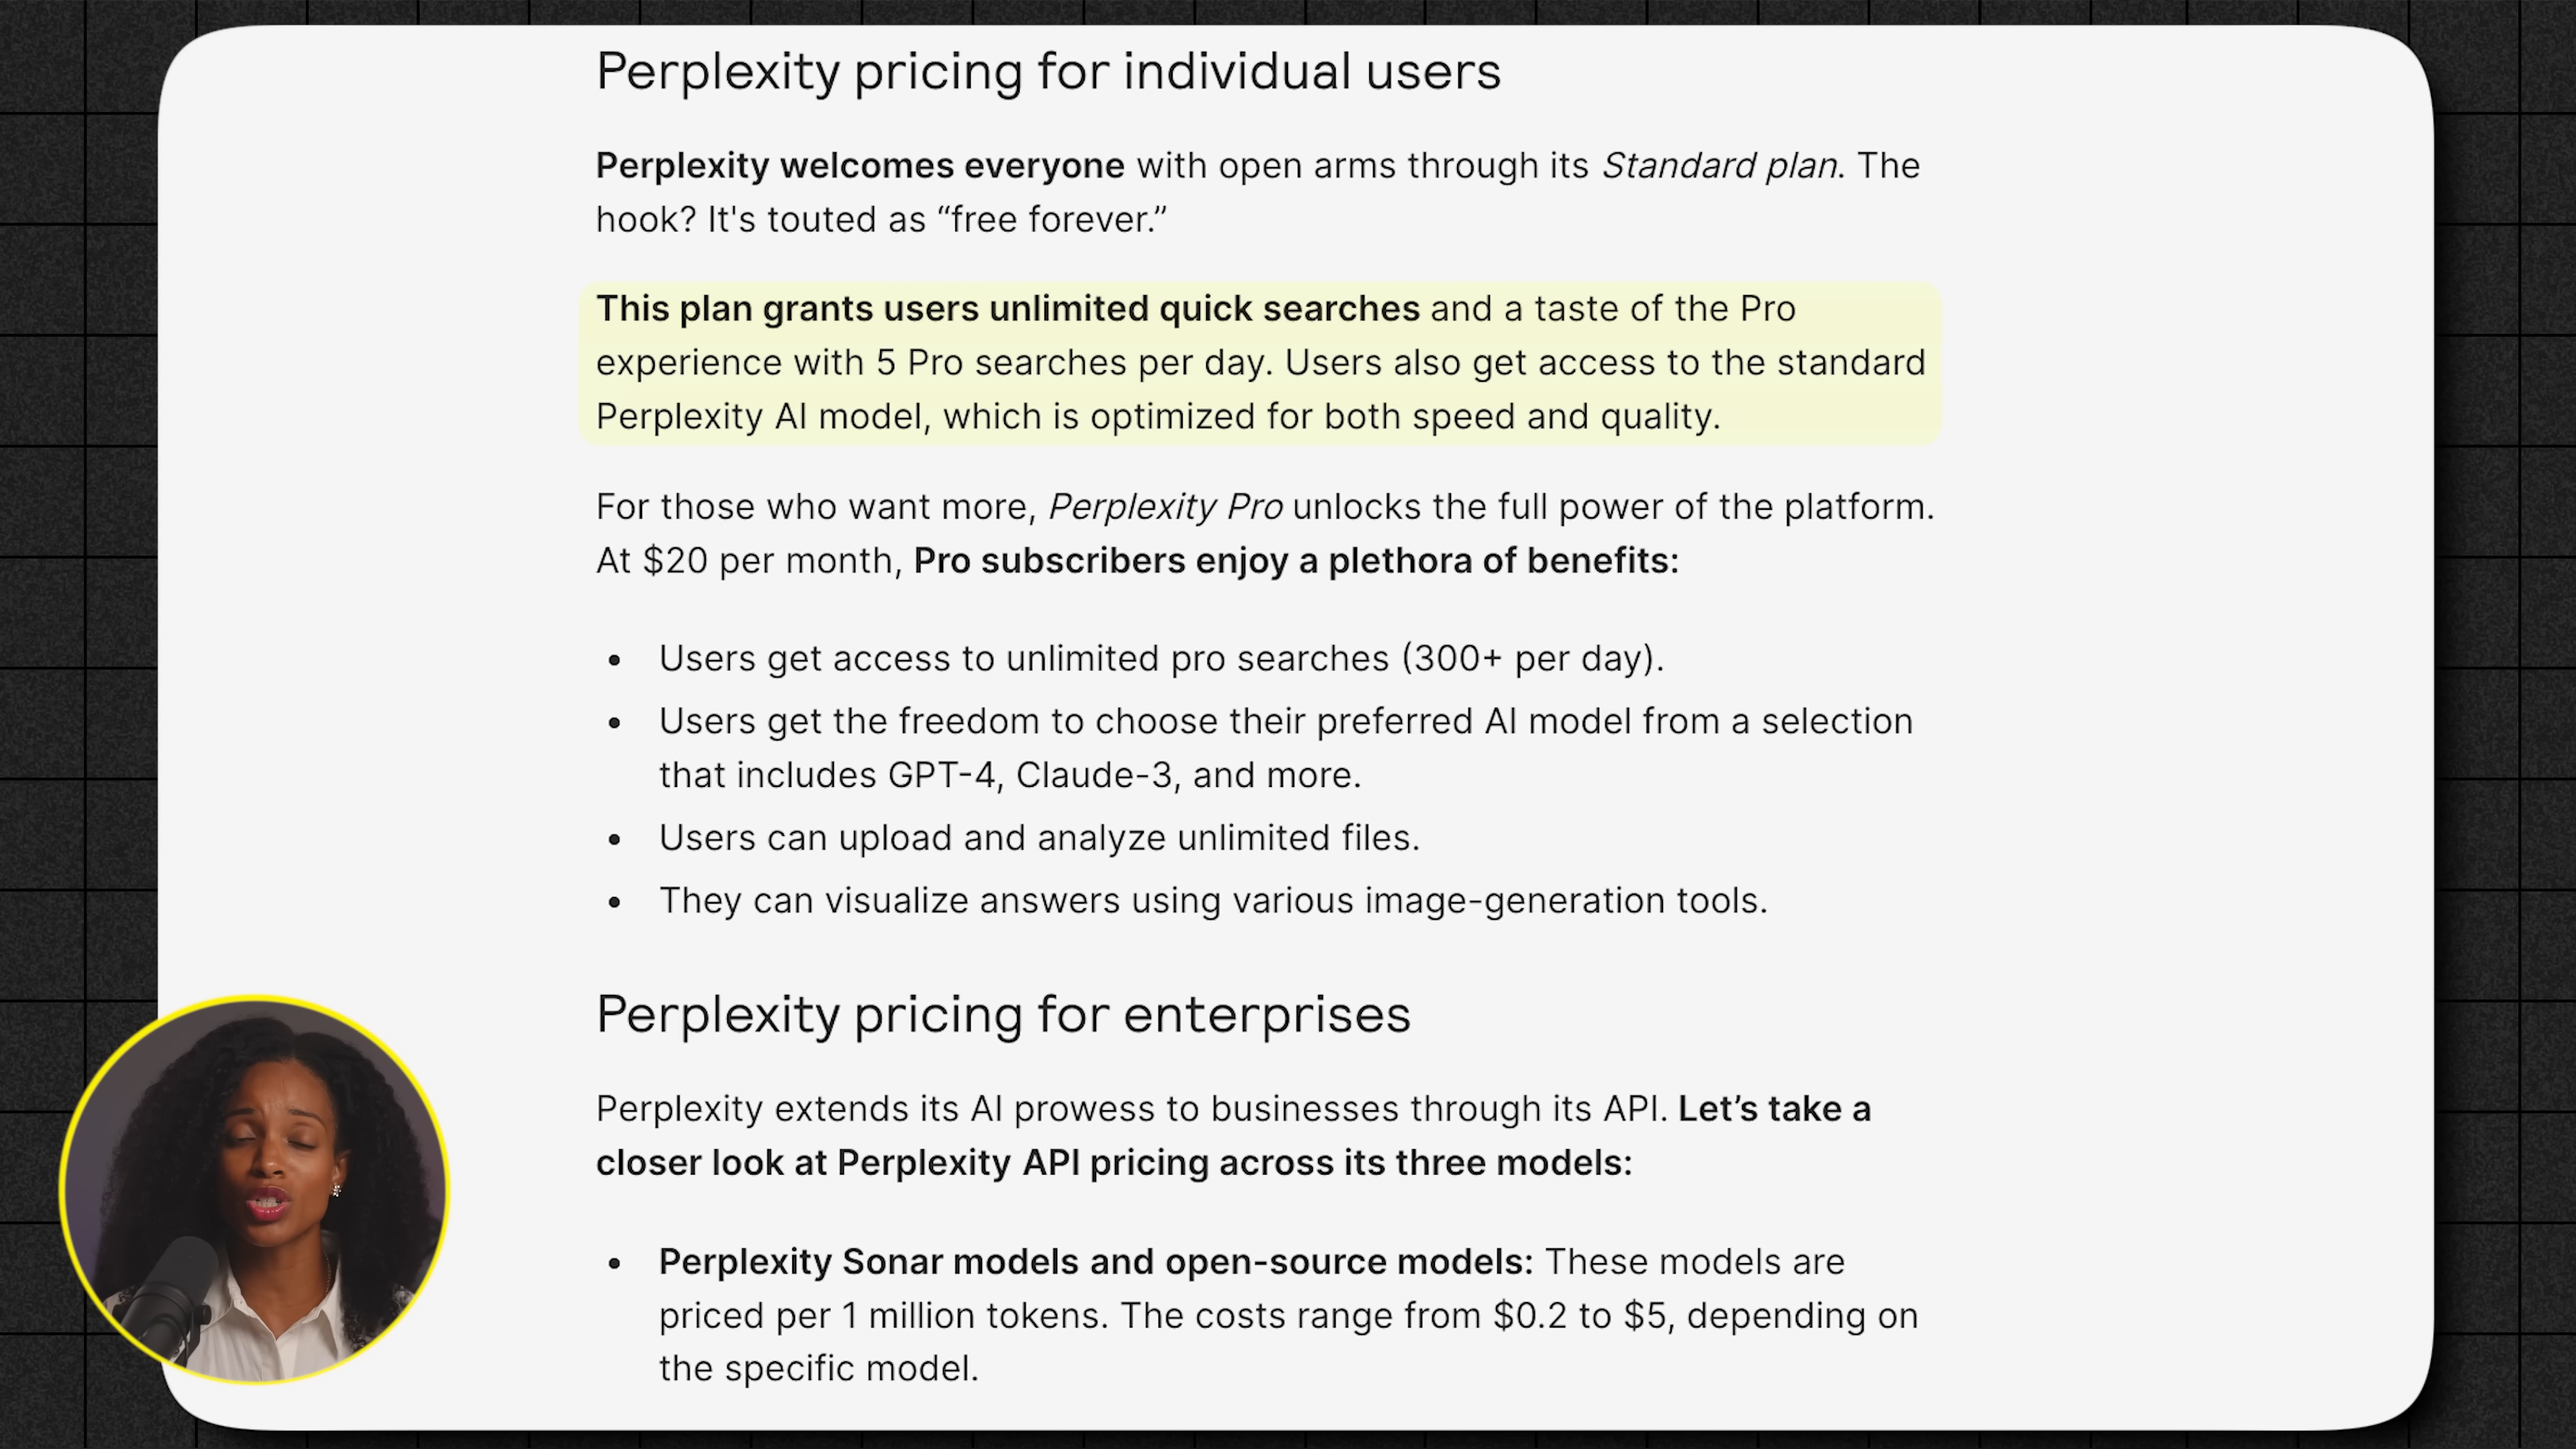 Perplexity pricing for individual users
Perplexity welcomes everyone with open arms through its Standard plan. The
hook? It's touted as “free forever.”
This plan grants users unlimited quick searches and a taste of the Pro
experience with 5 Pro searches per day. Users also get access to the standard
Perplexity AI model, which is optimized for both speed and quality.
For those who want more, Perplexity Pro unlocks the full power of the platform.
At $20 per month, Pro subscribers enjoy a plethora of benefits:
• Users get access to unlimited pro searches (300+ per day).
• Users get the freedom to choose their preferred AI model from a selection
that includes GPT-4, Claude-3, and more.
• Users can upload and analyze unlimited files.
• They can visualize answers using various image-generation tools.
Perplexity pricing for enterprises
Perplexity extends its AI prowess to businesses through its API. Let’s take a
closer look at Perplexity API pricing across its three models:
• Perplexity Sonar models and open-source models: These models are
priced per 1 million tokens. The costs range from $0.2 to $5, depending on
the specific model.